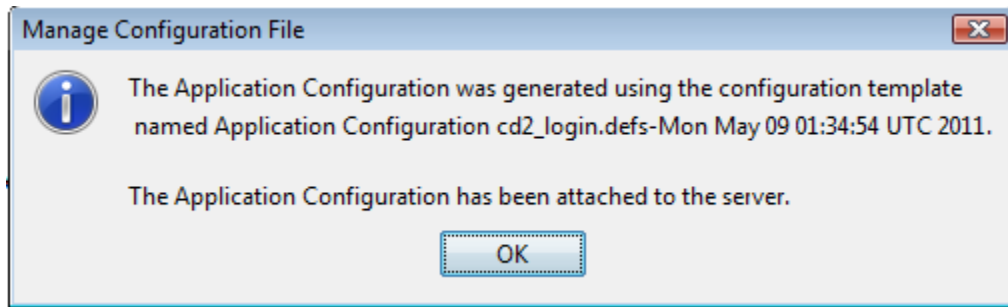 Manage Configuration File
The Application Configuration was generated using the configuration template
named Application Configuration cd2_login.defs-Mon May 09 01:34:54 UTC 2011.
The Application Configuration has been attached to the server.
OK